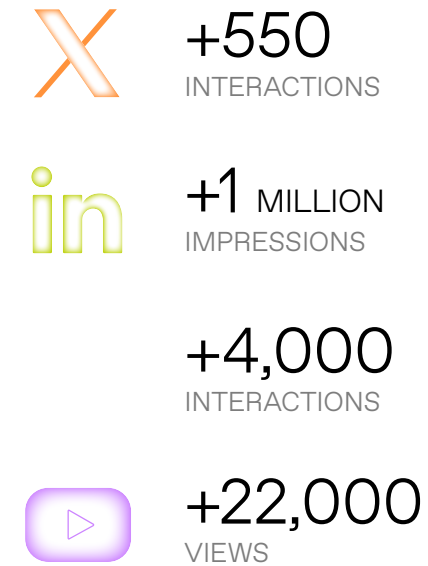 +550
INTERACTIONS
in
+1 MILLION
IMPRESSIONS
+4,000
INTERACTIONS
+22,000
VIEWS